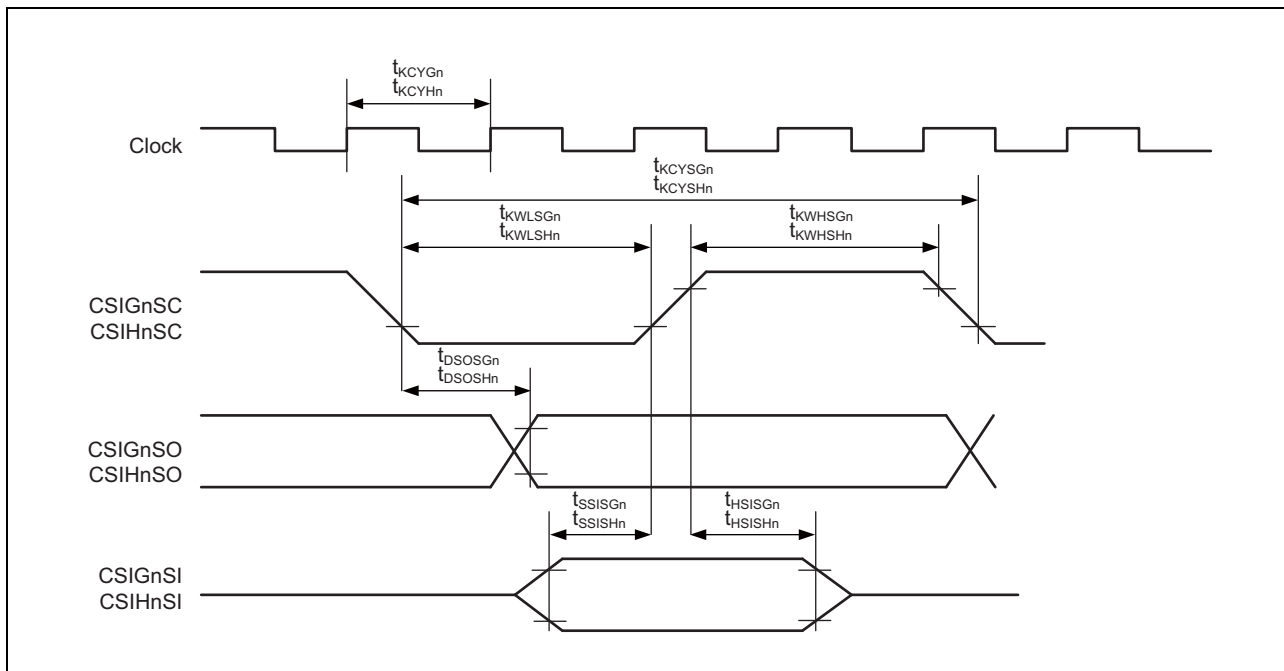 tKCYGn
tKCYHn
Clock
tKCYSGn
tKCYSHn
tKWLSGn
tKWLSHn
tKWHSGn
tKWHSHn
CSIGnSC
CSIHnSC
tDSOSGn
tDSOSHn
CSIGnSO
CSIHnSO
tSSISGn
tSSISHn
tHSISGn
tHSISHn
CSIGnSI
CSIHnSI